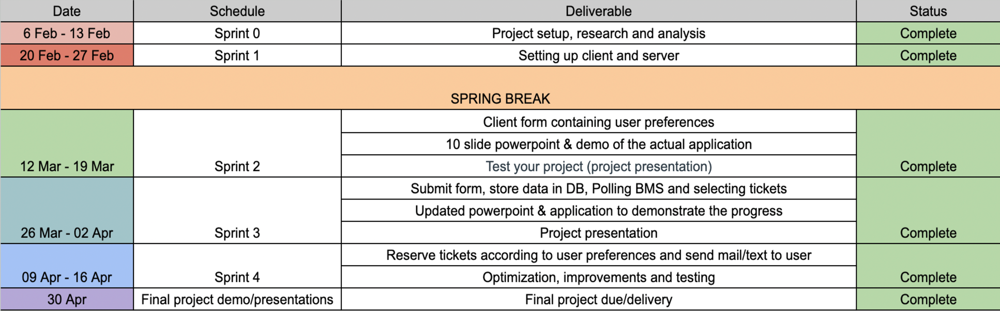 Date Schedule Deliverable Status
6 Feb - 13 Feb Sprint 0 Project setup, research and analysis Complete
20 Feb - 27 Feb Sprint 1 Setting up client and server Complete
SPRING BREAK
Client form containing user preferences
10 slide powerpoint & demo of the actual application
12 Mar - 19 Mar Sprint 2 Test your project (project presentation) Complete
Submit form, store data in DB, Polling BMS and selecting tickets
Updated powerpoint & application to demonstrate the progress
26 Mar - 02 Apr Sprint 3 Project presentation Complete
Reserve tickets according to user preferences and send mail/text to user
09 Apr - 16 Apr Sprint 4 Optimization, improvements and testing Complete
30 Apr Final project demo/presentations Final project due/delivery Complete